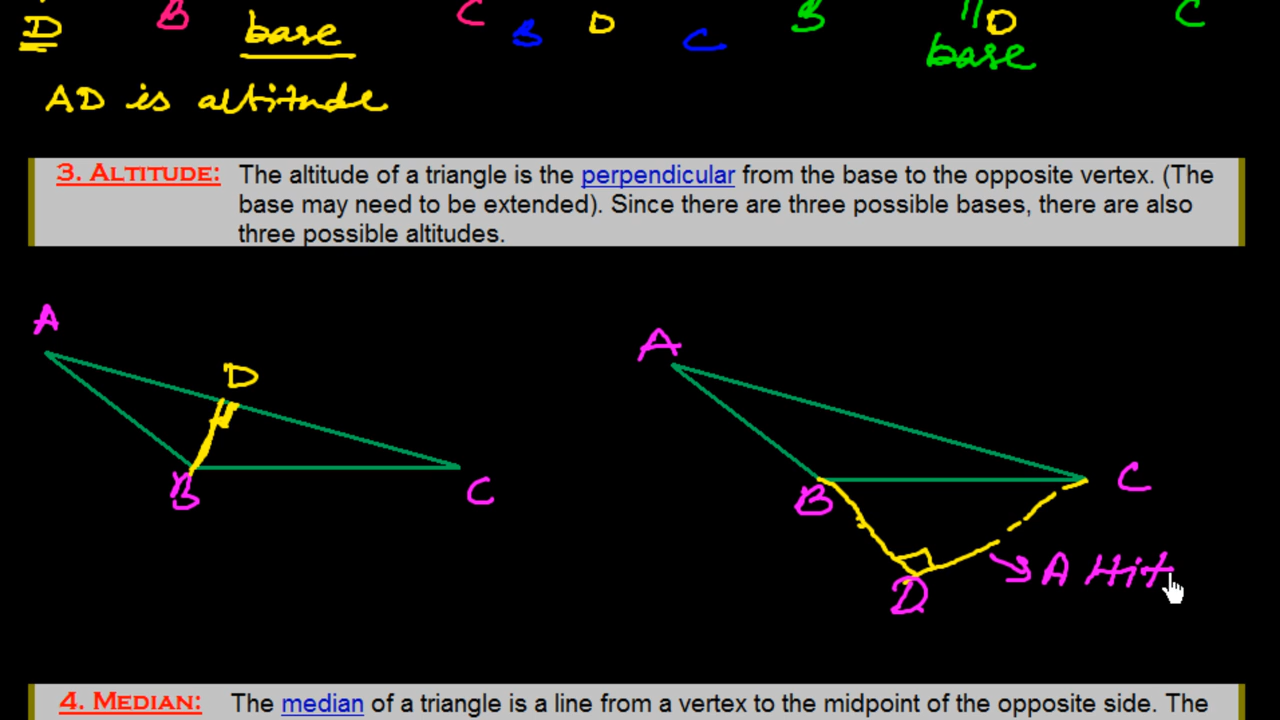 D B base C B D C B D base C
AD is altitude
3. ALTITUDE: The altitude of a triangle is the perpendicular from the base to the opposite vertex. (The
base may need to be extended). Since there are three possible bases, there are also
three possible altitudes.
A
D
B
C
A
B
C
D
A Hit
4. MEDIAN: The median of a triangle is a line from a vertex to the midpoint of the opposite side. The